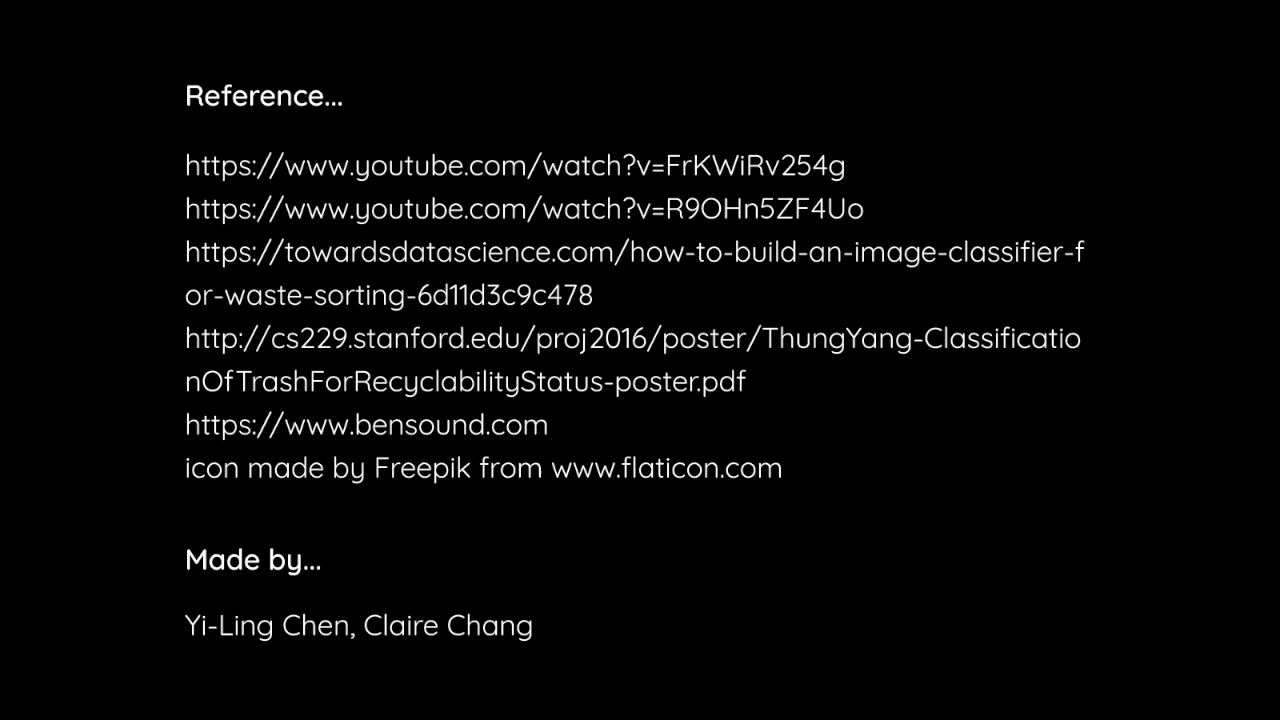 Reference...
https://www.youtube.com/watch?v=FrKWiRv254g
https://www.youtube.com/watch?v=R9OHn5ZF4Uo
https://towardsdatascience.com/how-to-build-an-image-classifier-f
or-waste-sorting-6d11d3c9c478
http://cs229.stanford.edu/proj2016/poster/ThungYang-Classificatio
nOfTrashForRecyclabilityStatus-poster.pdf
https://www.bensound.com
icon made by Freepik from www.flaticon.com
Made by...
Yi-Ling Chen, Claire Chang